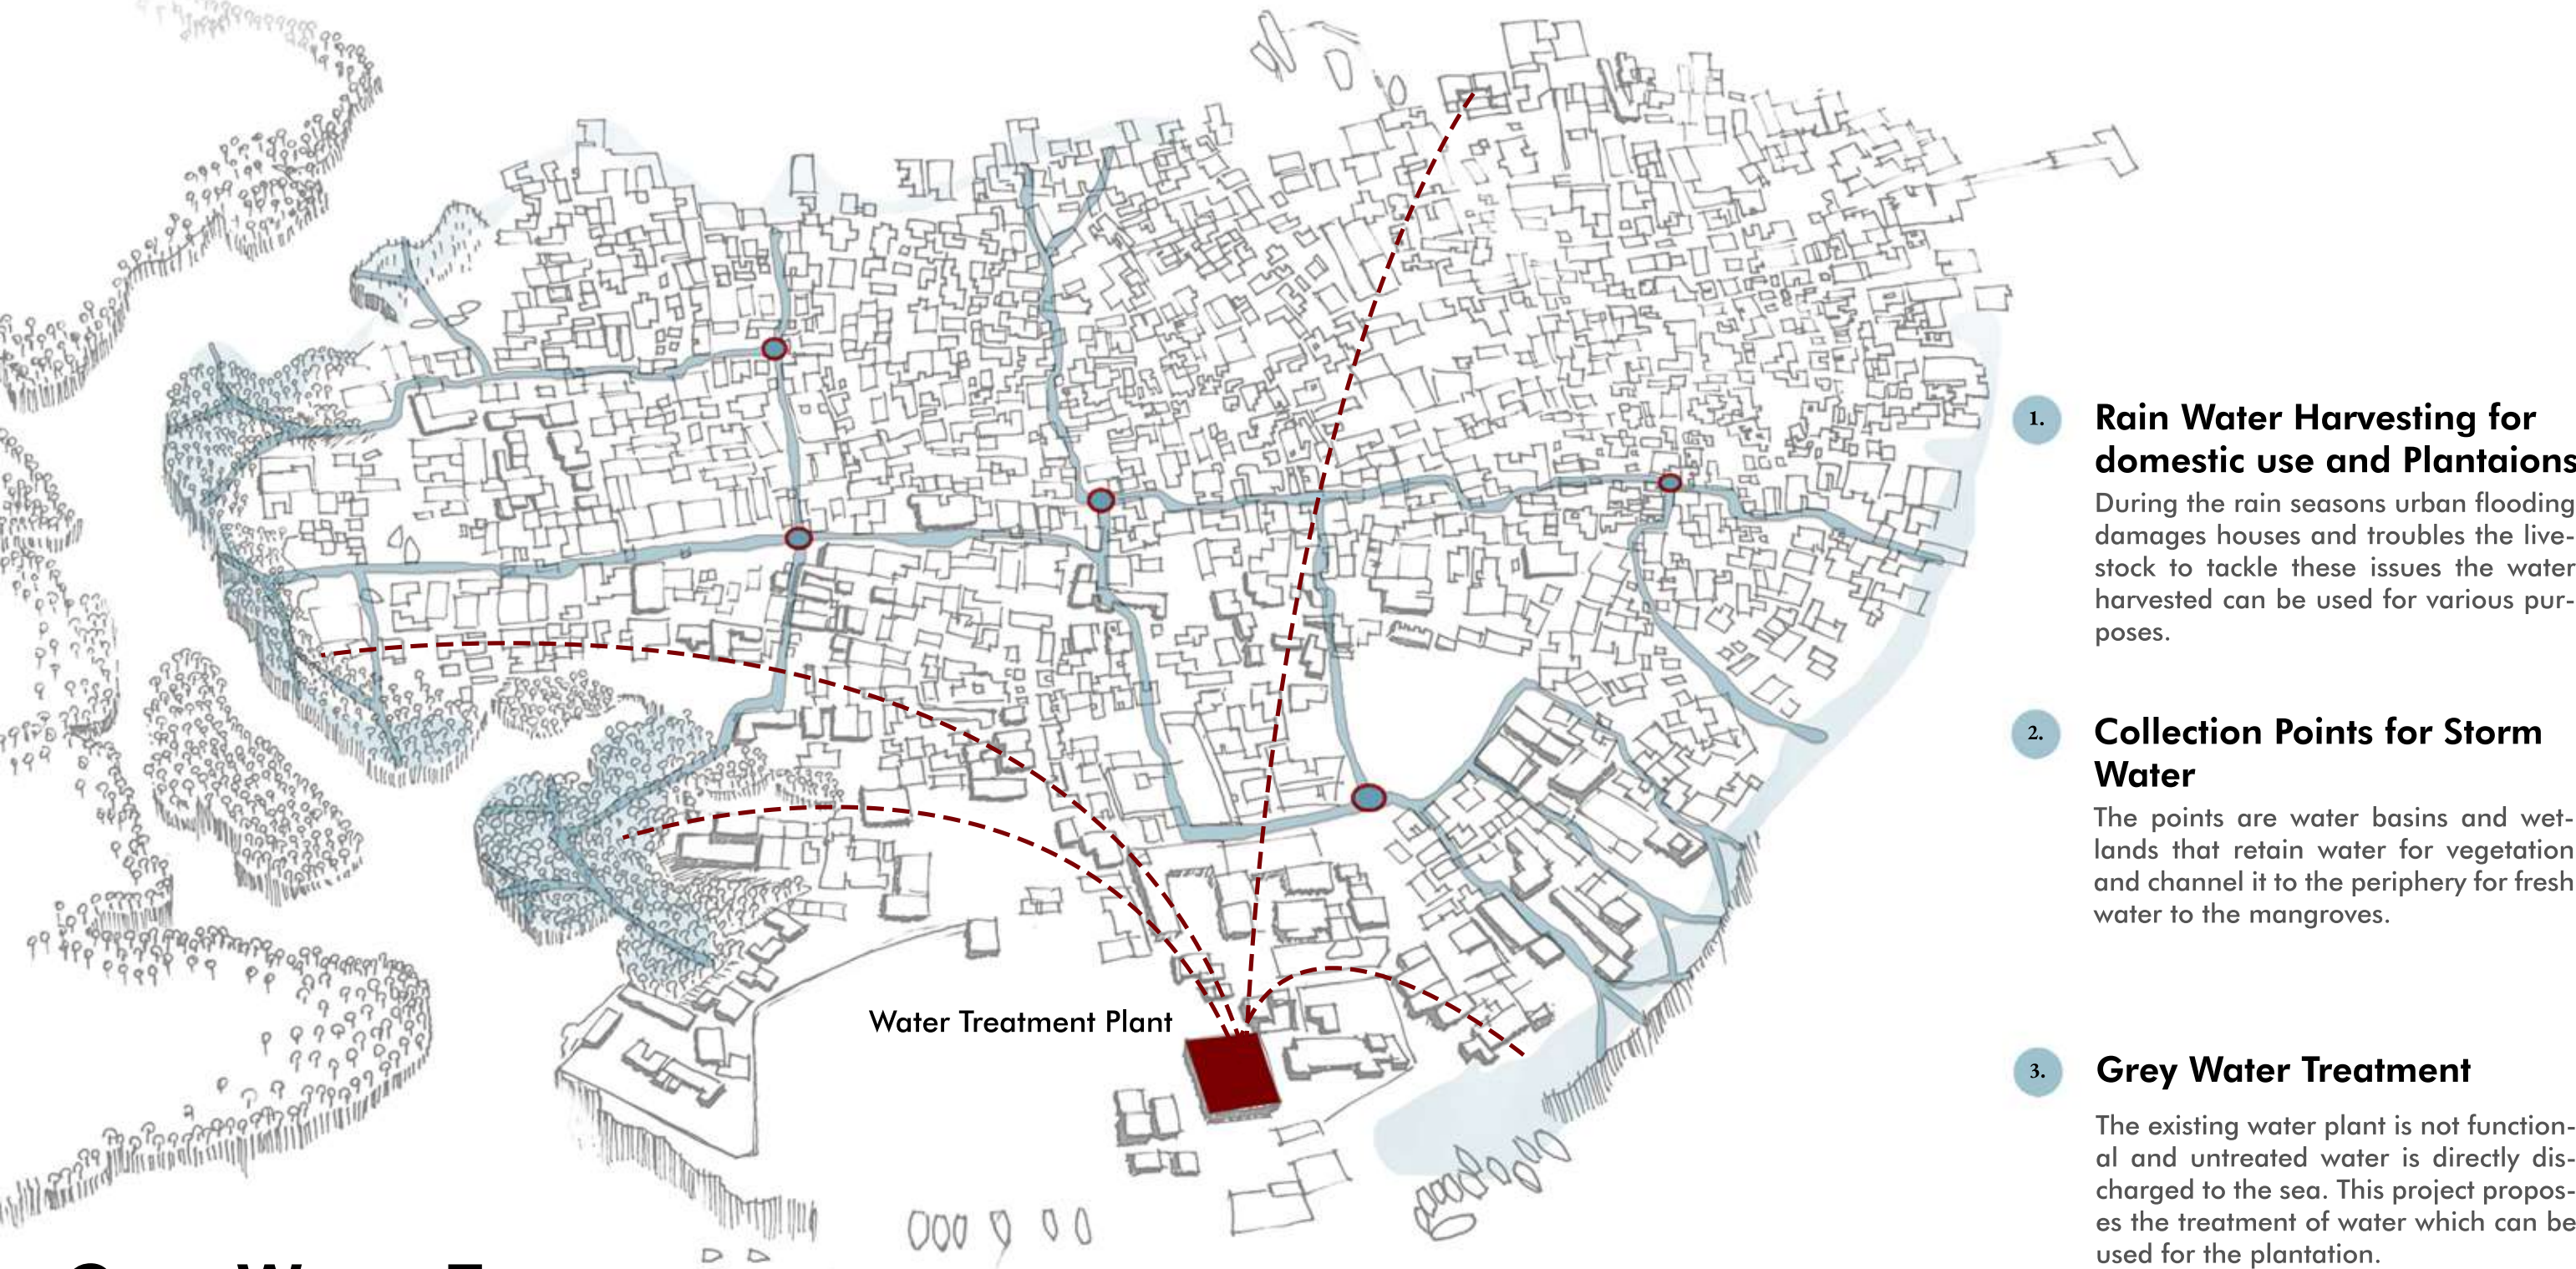 1.
Rain Water Harvesting for
domestic use and Plantaions
During the rain seasons urban flooding
damages houses and troubles the live-
stock to tackle these issues the water
harvested can be used for various pur-
poses.
2.
Collection Points for Storm
Water
The points are water basins and wet-
lands that retain water for vegetation
and channel it to the periphery for fresh
water to the mangroves.
Water Treatment Plant
3.
Grey Water Treatment
The existing water plant is not function-
al and untreated water is directly dis-
charged to the sea. This project propos-
es the treatment of water which can be
used for the plantation.